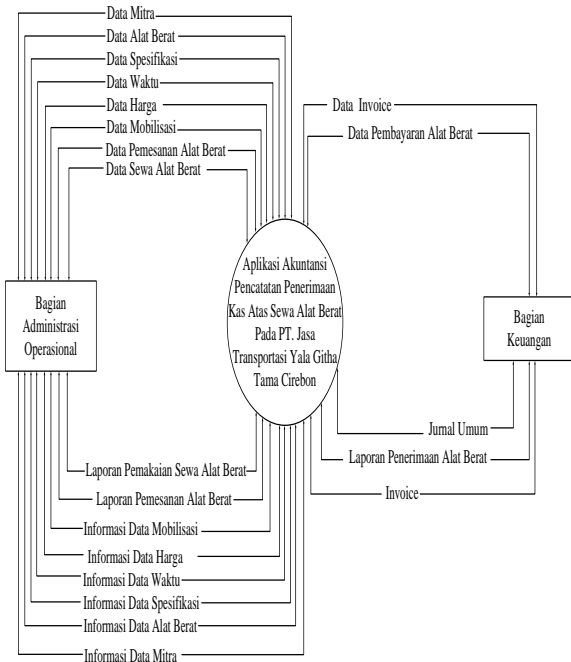 Data Mitra
Data Alat Berat
Data Spesifikasi
Data Waktu
Data Harga
Data Mobilisasi
Data Pemesanan Alat Berat
Data Sewa Alat Berat
Data Invoice
Data Pembayaran Alat Berat
Bagian
Administrasi
Operasional
Aplikasi Akuntansi
Pencatatan Penerimaan
Kas Atas Sewa Alat Berat
Pada PT. Jasa
Transportasi Yala Githa
Tama Cirebon
Bagian
Keuangan
Jurnal Umum
Laporan Penerimaan Alat Berat
Invoice
Laporan Pemakaian Sewa Alat Berat
Laporan Pemesanan Alat Berat
Informasi Data Mobilisasi
Informasi Data Harga
Informasi Data Waktu
Informasi Data Spesifikasi
Informasi Data Alat Berat
Informasi Data Mitra